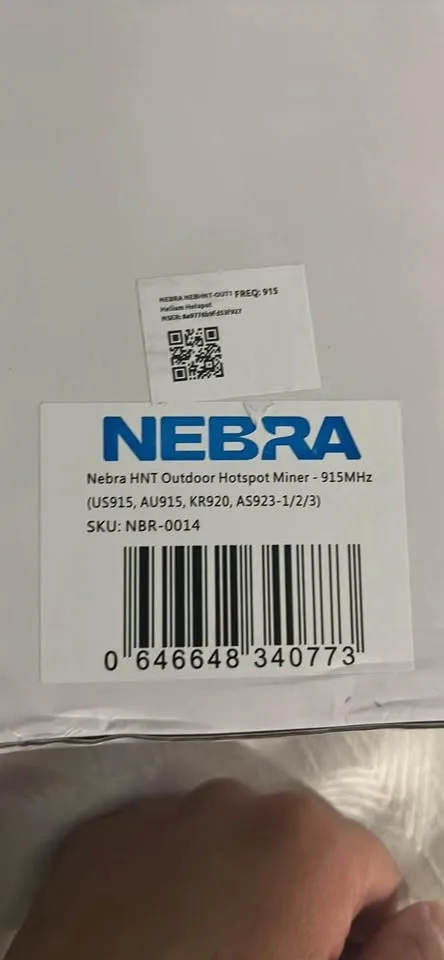 NEBRA NEBHNT-OUT1 FREQ: 915
Helium Hotspot
NEBRA
Nebra HNT Outdoor Hotspot Miner - 915MHz
(US915, AU915, KR920, AS923-1/2/3)
SKU: NBR-0014
0 646648 340773